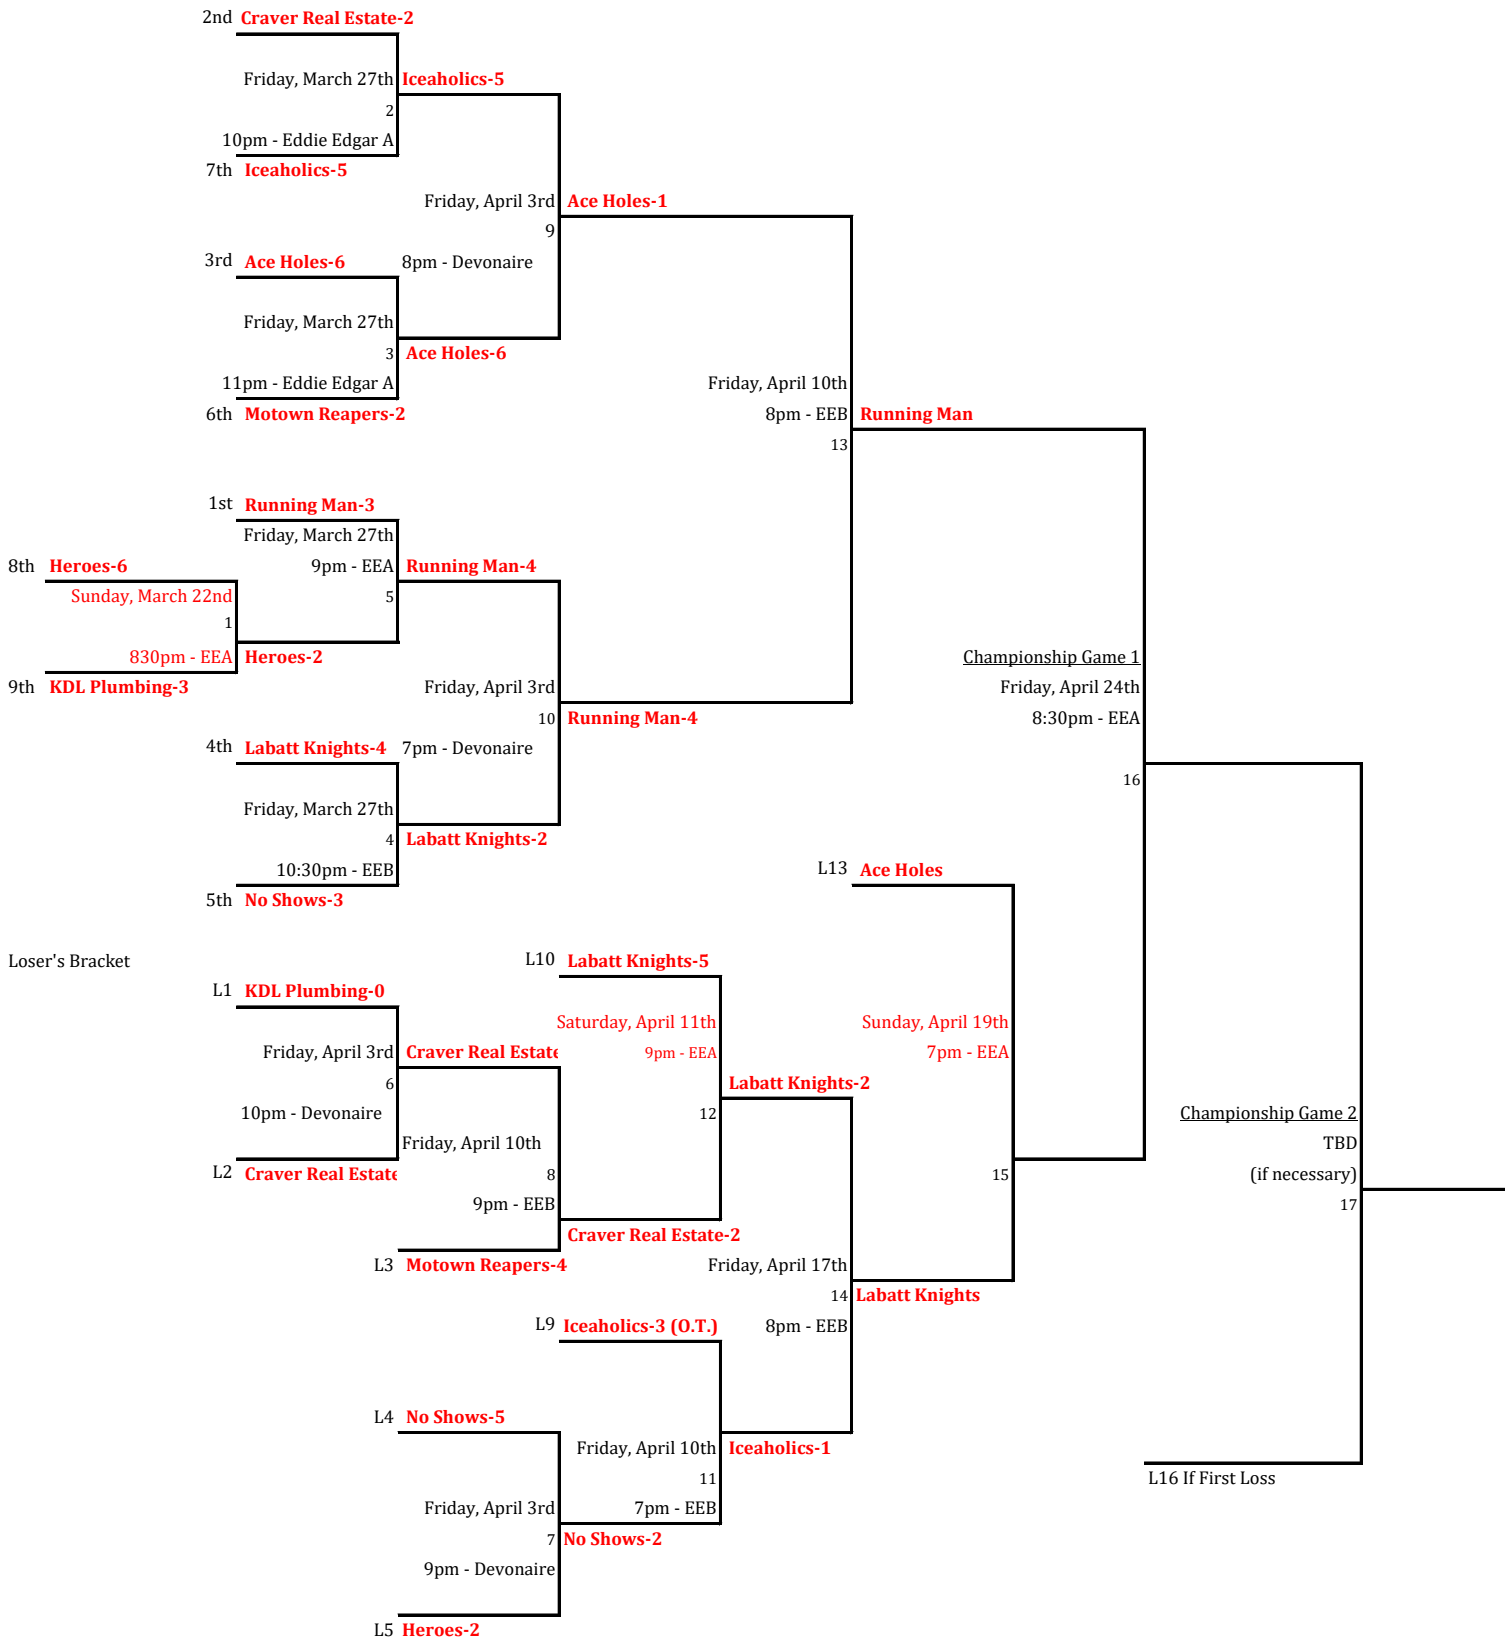 2nd Craver Real Estate-2
Friday, March 27th Iceaholics-5
2
10pm - Eddie Edgar A
7th Iceaholics-5
Friday, April 3rd Ace Holes-1
9
3rd Ace Holes-6 8pm - Devonaire
Friday, March 27th
3 Ace Holes-6
11pm - Eddie Edgar A Friday, April 10th
6th Motown Reapers-2 8pm - EEB Running Man
13
1st Running Man-3
Friday, March 27th
8th Heroes-6 9pm - EEA Running Man-4
Sunday, March 22nd 5
1
830pm - EEA Heroes-2 Championship Game 1
9th KDL Plumbing-3 Friday, April 3rd Friday, April 24th
10 Running Man-4 8:30pm - EEA
4th Labatt Knights-4 7pm - Devonaire
16
Friday, March 27th
4 Labatt Knights-2
10:30pm - EEB L13 Ace Holes
5th No Shows-3
Loser's Bracket L10 Labatt Knights-5
L1 KDL Plumbing-0
Saturday, April 11th Sunday, April 19th
Friday, April 3rd Craver Real Estate 9pm - EEA 7pm - EEA
6 Labatt Knights-2
10pm - Devonaire 12 Championship Game 2
Friday, April 10th TBD
L2 Craver Real Estate 8 15 (if necessary)
9pm - EEB 17
Craver Real Estate-2
L3 Motown Reapers-4 Friday, April 17th
14 Labatt Knights
L9 Iceaholics-3 (O.T.) 8pm - EEB
L4 No Shows-5
Friday, April 10th Iceaholics-1
11 L16 If First Loss
Friday, April 3rd 7pm - EEB
7 No Shows-2
9pm - Devonaire
L5 Heroes-2